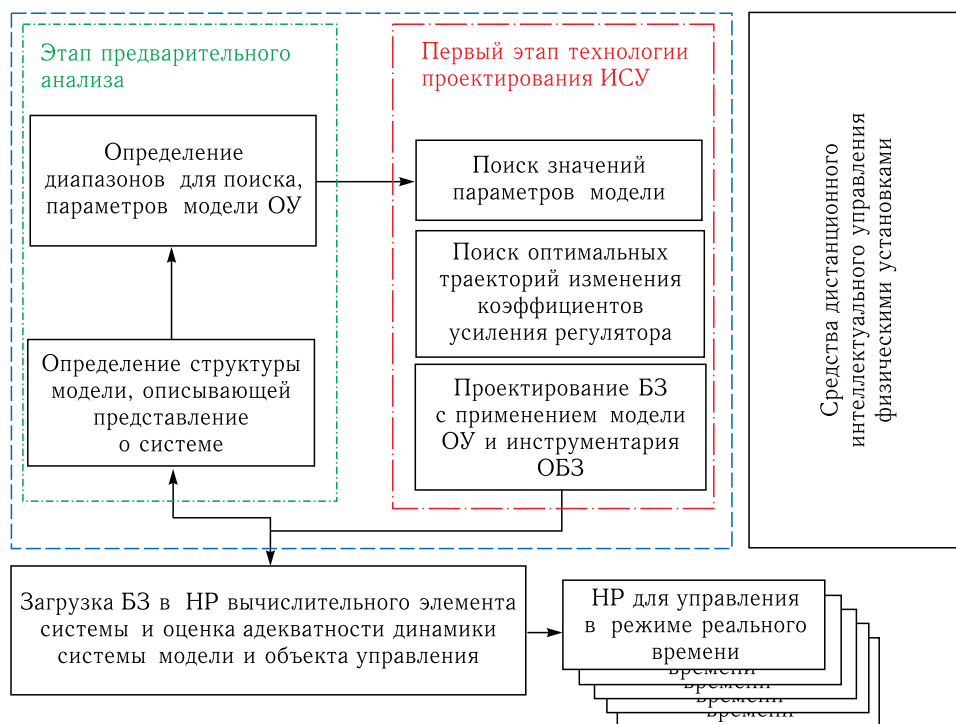 Этап предварительного
анализа
Определение
диапазонов для поиска,
параметров модели ОУ
Определение структуры
модели, описывающей
представление
о системе
Первый этап технологии
проектирования ИСУ
Поиск значений
параметров модели
Поиск оптимальных
траекторий изменения
коэффициентов
усиления регулятора
Проектирование БЗ
с применением модели
ОУ и инструментария
ОБЗ
Средства дистанционного
интеллектуального управления
физическими установками
Загрузка БЗ в НР вычислительного элемента
системы и оценка адекватности динамики
системы модели и объекта управления
НР для управления
в режиме реального
времени
времени
времени
времени
времени